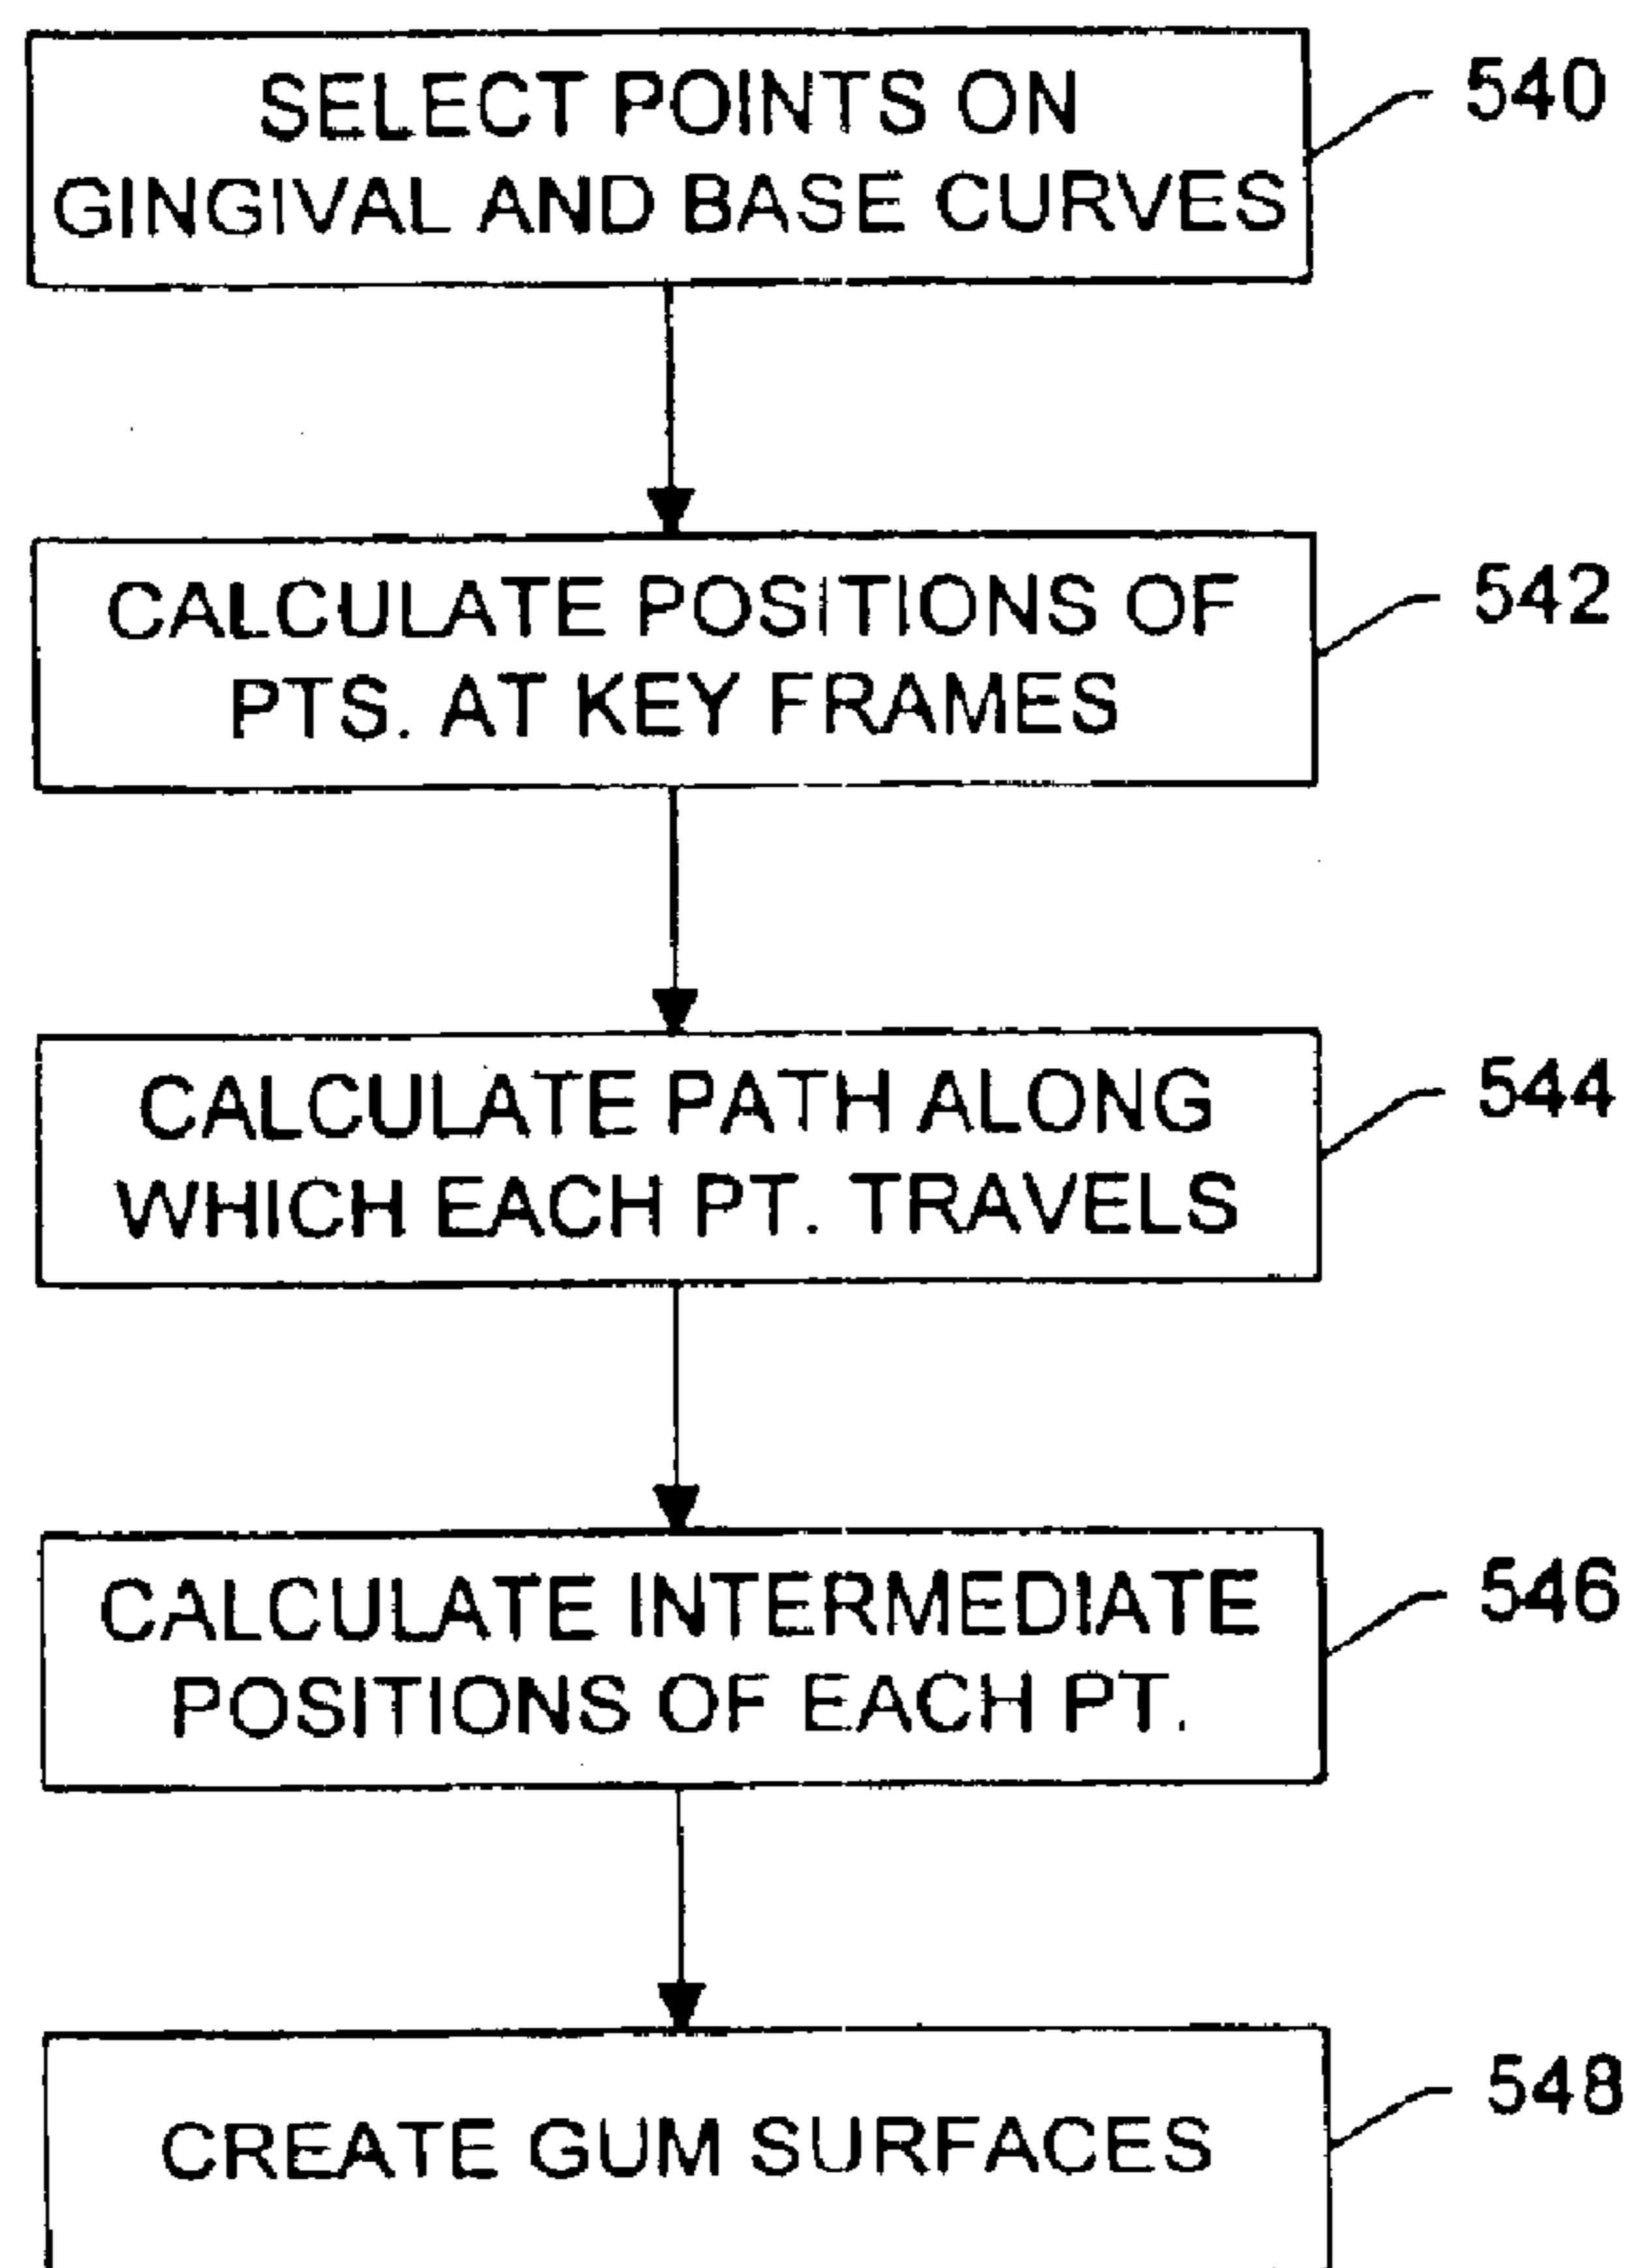 SELECT POINTS ON
GINGIVAL AND BASE CURVES
540
CALCULATE POSITIONS OF
PTS. AT KEY FRAMES
542
CALCULATE PATH ALONG
WHICH EACH PT. TRAVELS
544
CALCULATE INTERMEDIATE
POSITIONS OF EACH PT.
546
CREATE GUM SURFACES
548